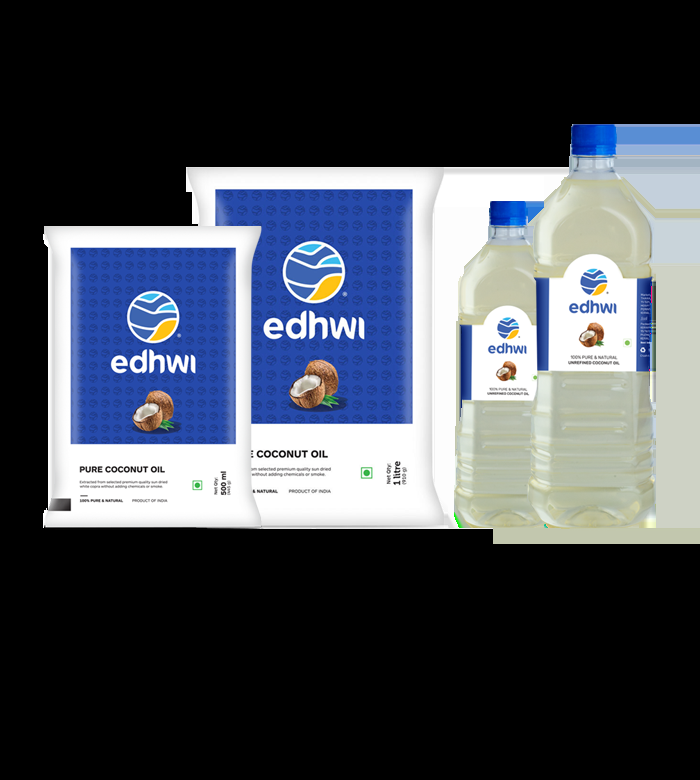 edhwi
PURE COCONUT OIL
Extracted from selected premium quality sun dried
white copra without adding chemicals or smoke.
100% PURE & NATURAL
PRODUCT OF INDIA
Net Qty:
500 ml
(455 g)
edhwi
E COCONUT OIL
m selected premium quality sun dried
without adding chemicals or smoke.
& NATURAL
PRODUCT OF INDIA
Net Qty:
1 litre
(910 g)
edhwi
100% PURE & NATURAL
UNREFINED COCONUT OIL
edhwi
100% PURE & NATURAL
UNREFINED COCONUT OIL